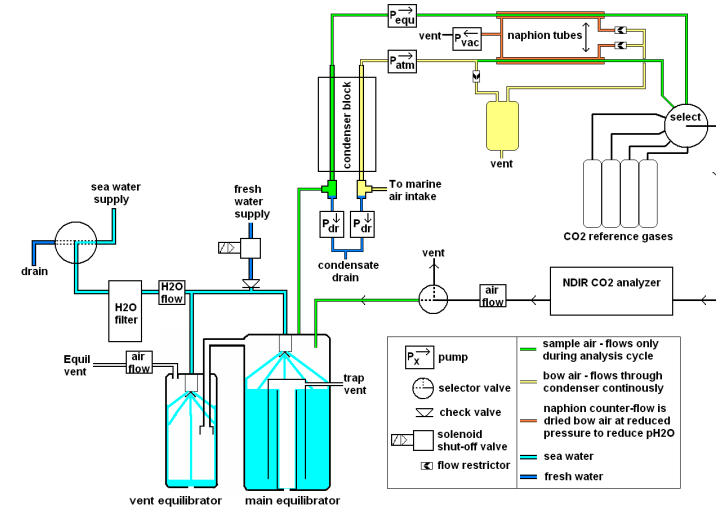 Pequ
vent
Pvac
naphion tubes
Patm
condenser block
select
vent
sea water
supply
fresh
water
supply
To marine
air intake
Pdr
Pdr
CO2 reference gases
drain
condensate
drain
vent
H2O
flow
H2O
filter
air
flow
NDIR CO2 analyzer
Equil
vent
air
flow
trap
vent
vent equilibrator
main equilibrator
Px
pump
selector valve
check valve
solenoid
shut-off valve
flow restrictor
sample air - flows only
during analysis cycle
bow air - flows through
condenser continously
naphion counter-flow is
dried bow air at reduced
pressure to reduce pH2O
sea water
fresh water